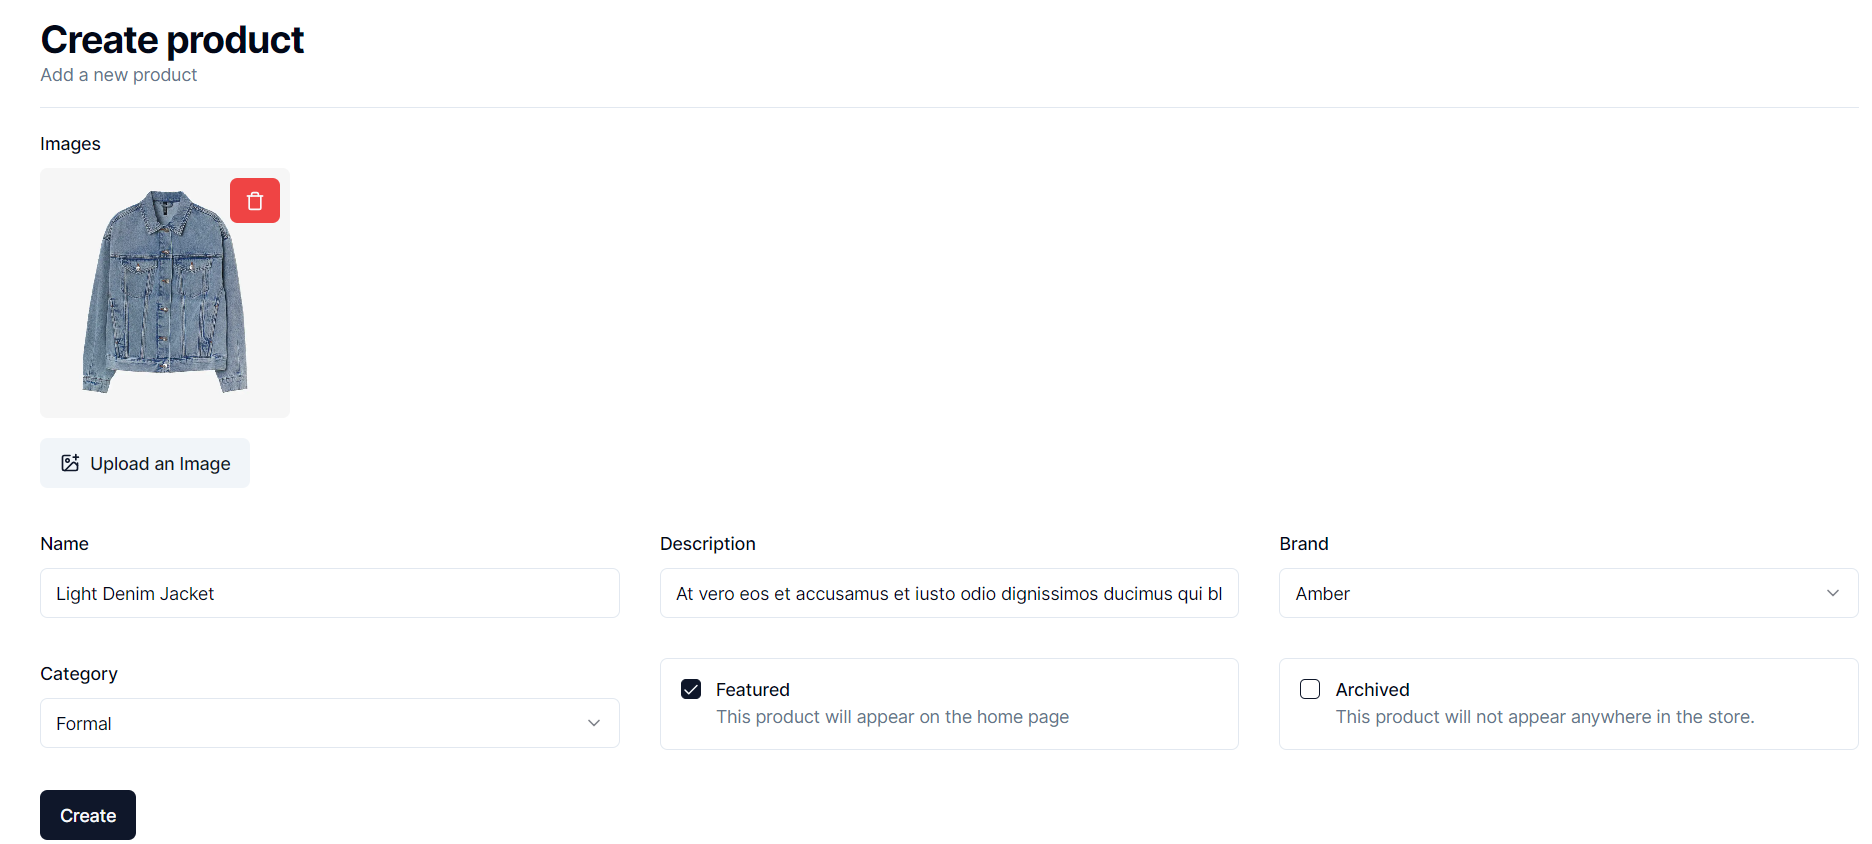 Create product
Add a new product
Images
Upload an Image
Name
Description
Brand
Light Denim Jacket
At vero eos et accusamus et iusto odio dignissimos ducimus qui bl
Amber
Category
Formal
Featured
This product will appear on the home page
Archived
This product will not appear anywhere in the store.
Create